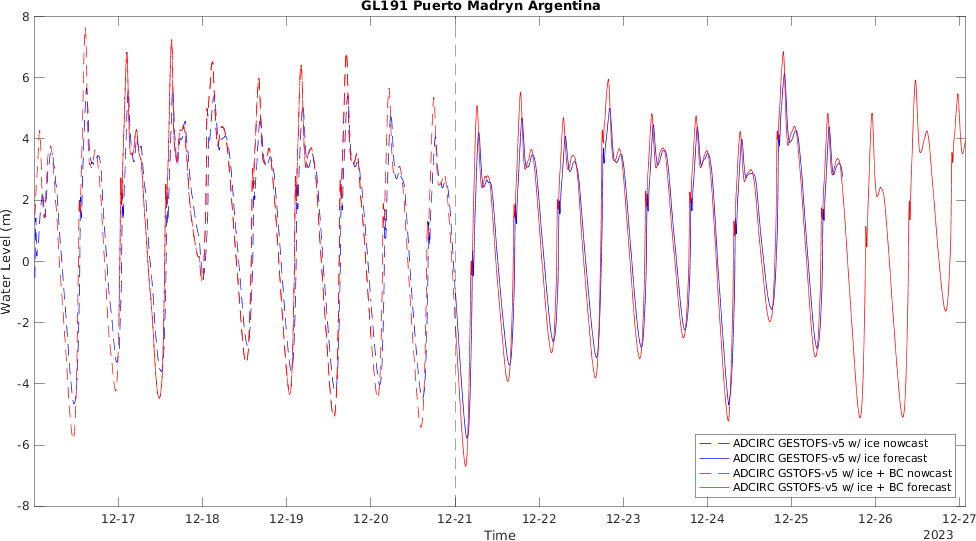 GL191 Puerto Madryn Argentina
8
6
4
2
0
-2
-4
-6
-8
Water Level (m)
ADCIRC GESTOFS-v5 w/ ice nowcast
ADCIRC GESTOFS-v5 w/ ice forecast
ADCIRC GSTOFS-v5 w/ ice + BC nowcast
ADCIRC GSTOFS-v5 w/ ice + BC forecast
12-17 12-18 12-19 12-20 12-21 12-22 12-23 12-24 12-25 12-26 12-27
Time
2023